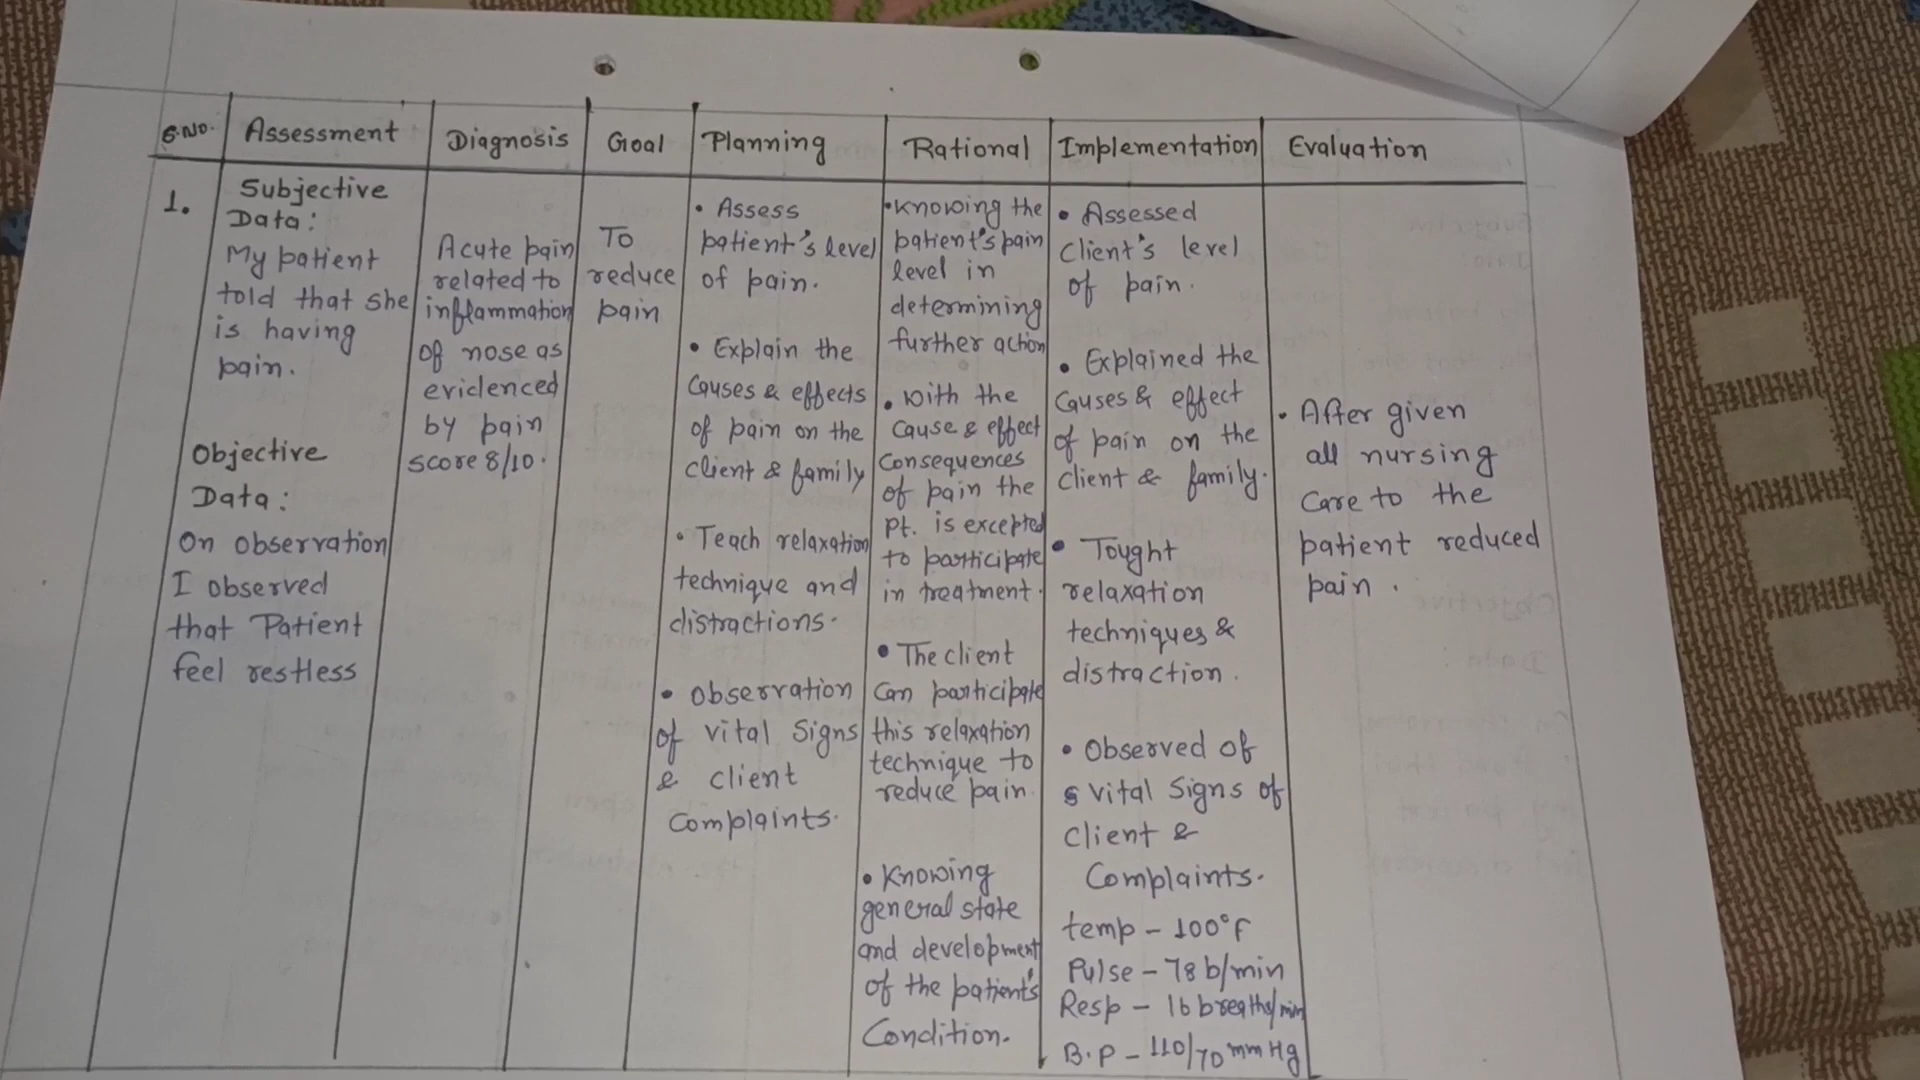 S.No. Assessment Diagnosis Goal Planning Rational Implementation Evaluation
1.
Subjective
Data:
My patient
told that she
is having
pain.
Objective
Data:
On observation
I observed
that Patient
feel restless
Acute pain
related to
inflammation
of nose as
evidenced
by pain
score 8/10.
To
reduce
pain
• Assess
patient's level
of pain.
• Explain the
causes & effects
of pain on the
client & family
• Teach relaxation
technique and
distractions.
• Observation
of vital Signs
& client
Complaints.
• Knowing the
patient's pain
level in
determining
further action
• With the
cause & effect
Consequences
of pain the
Pt. is excepted
to participate
in treatment.
• The client
Can participate
this relaxation
technique to
reduce pain.
• Knowing
general state
and development
of the patient's
Condition.
• Assessed
Client's level
of pain.
• Explained the
Causes & effect
of pain on the
client & family.
• Tought
relaxation
techniques &
distraction.
• Observed of
s vital Signs of
Client &
Complaints.
temp - 100°F
Pulse - 78 b/min
Resp - 16 breaths/min
B.P - 110/70 mm Hg
• After given
all nursing
Care to the
patient reduced
pain.